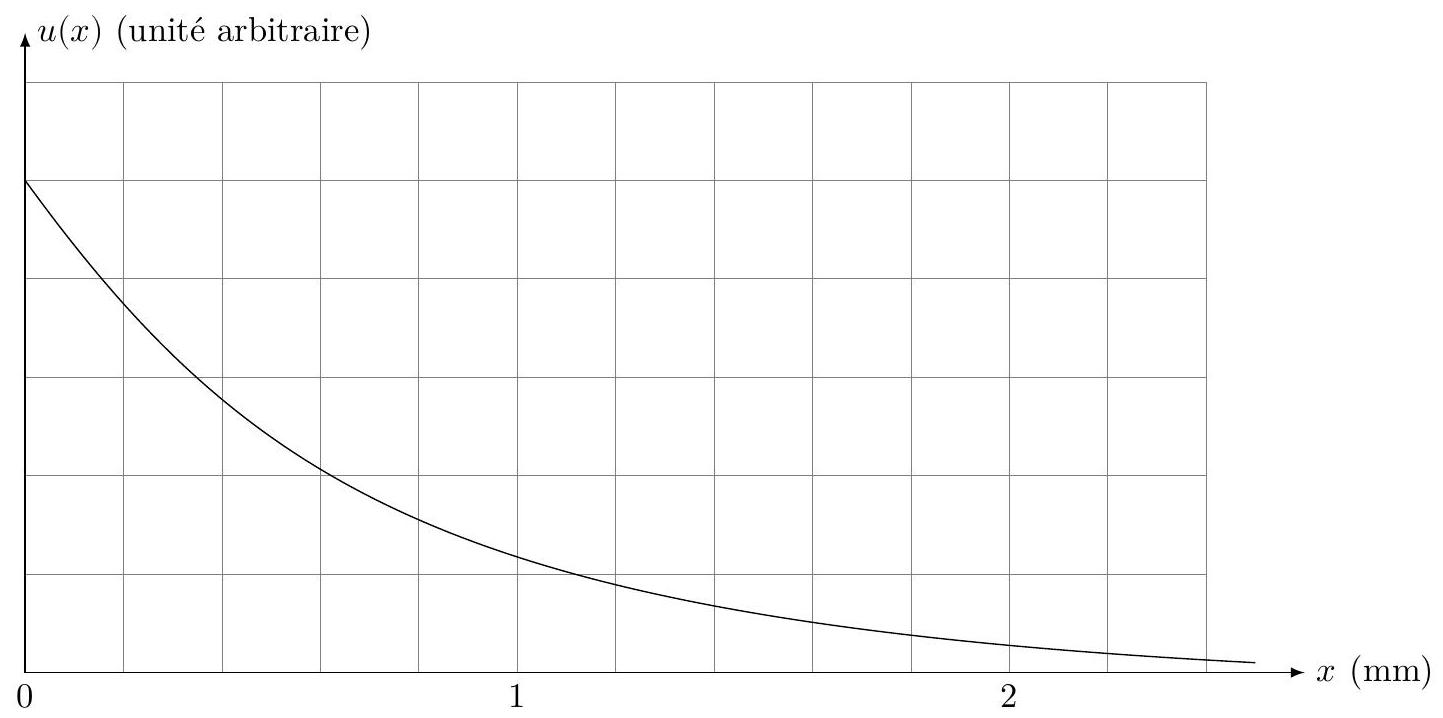 u(x) (unité arbitraire)
x (mm)
0 1 2